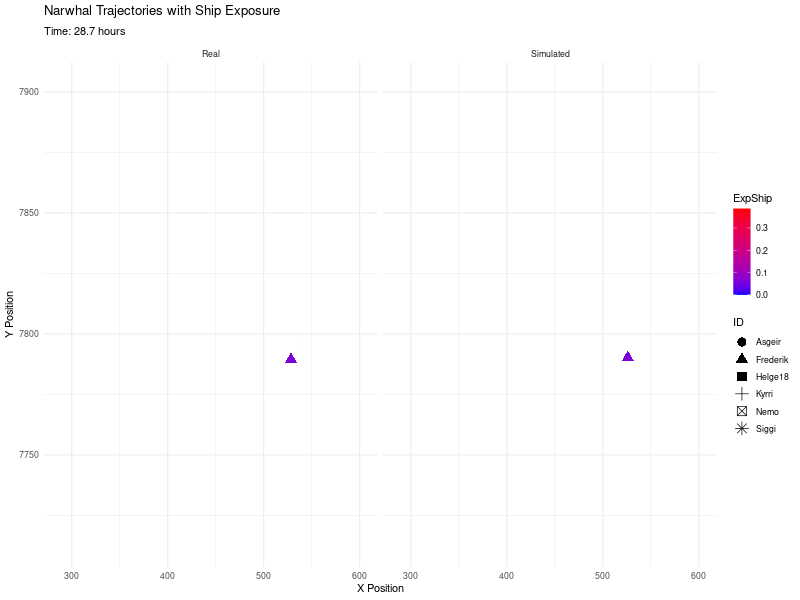 Narwhal Trajectories with Ship Exposure
Time: 28.7 hours
Real
Simulated
7900
7850
7800
7750
Y Position
300
400
500
600
300
400
500
600
X Position
ExpShip
0.3
0.2
0.1
0.0
ID
Asgeir
Frederik
Helge18
Kyrri
Nemo
Siggi